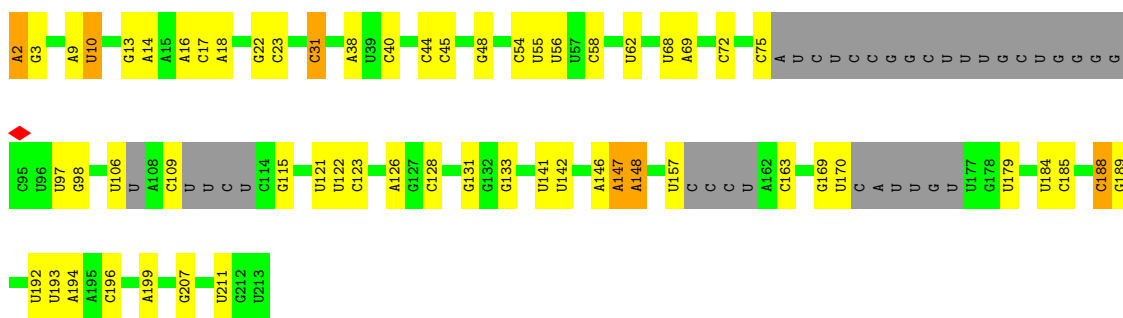 A2 G3 A9 U10 G13 A14 A15 A16 C17 A18 G22 C23 C31 A38 U39 C40 C44 C45 G48 C54 U55 U56 U57 C58 U62 U68 A69 C72 C75 A U C U C C G G C U U U G C U G G G G
C95 U96 U97 G98 U106 U A108 C109 U U C U C114 G115 U121 U122 C123 A126 G127 C128 G131 G132 G133 U141 U142 A146 A147 A148 U157 C C C U A162 C163 G169 U170 C A U U G U U177 G178 U179 U184 C185 C188 G189
U192 U193 A194 A195 C196 A199 G207 U211 G212 U213